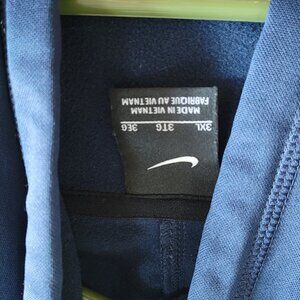 3XL 3TG 3EG
MADE IN VIETNAM
FABRIQUÉ AU VIETNAM